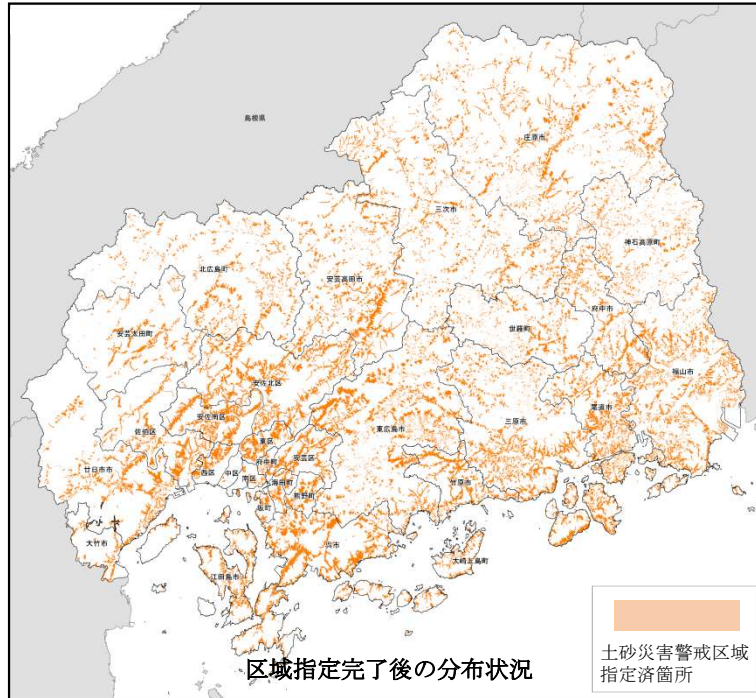 島根県
庄原市
三次市
神石高原町
北広島町
安芸高田市
府中市
世羅町
安芸太田町
福山市
安佐北区
尾道市
安佐南区
三原市
東広島市
佐伯区
東区
安芸区
府中町
廿日市市
西区
中区
南区
海田町
熊野町
竹原市
坂町
大竹市
呉市
大崎上島町
江田島市
土砂災害警戒区域
指定済箇所
区域指定完了後の分布状況